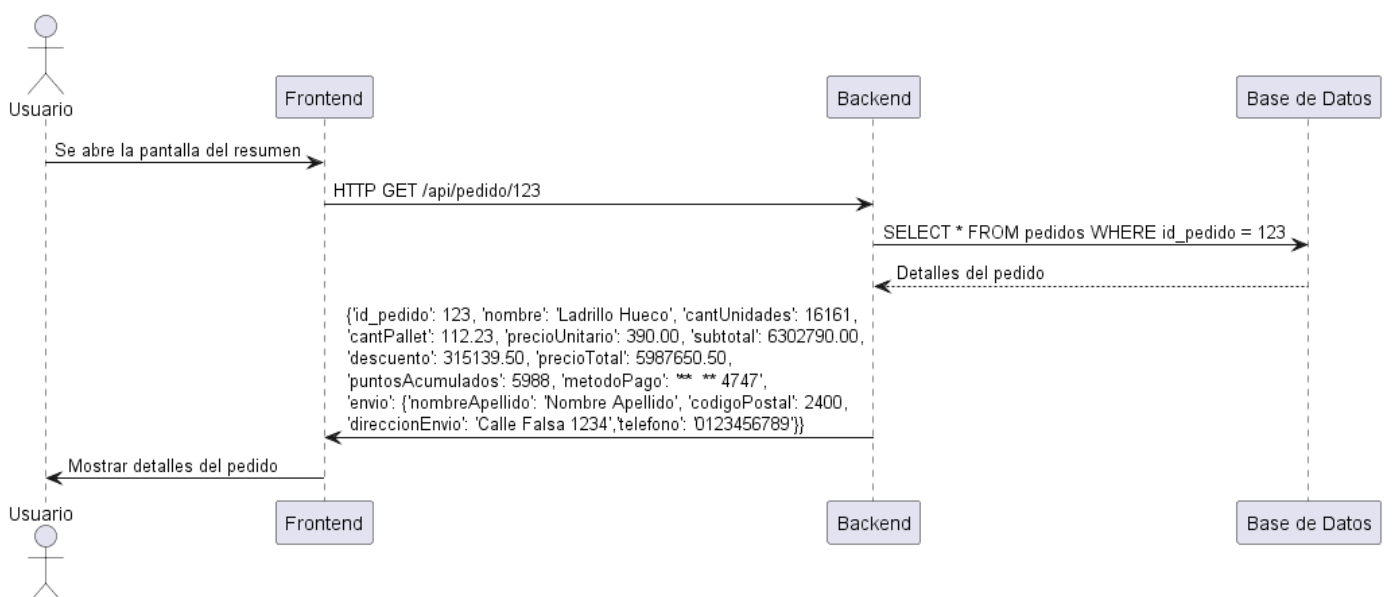 Usuario
Frontend
Backend
Base de Datos
Se abre la pantalla del resumen
HTTP GET /api/pedido/123
SELECT * FROM pedidos WHERE id_pedido = 123
Detalles del pedido
{'id_pedido': 123, 'nombre': 'Ladrillo Hueco', 'cantUnidades': 16161,
'cantPallet': 112.23, 'precioUnitario': 390.00, 'subtotal': 6302790.00,
'descuento': 315139.50, 'precioTotal': 5987650.50,
'puntosAcumulados': 5988, 'metodoPago': '**  ** 4747',
'envio': {'nombreApellido': 'Nombre Apellido', 'codigoPostal': 2400,
'direccionEnvio': 'Calle Falsa 1234','telefono': '0123456789'}}
Mostrar detalles del pedido
Usuario
Frontend
Backend
Base de Datos